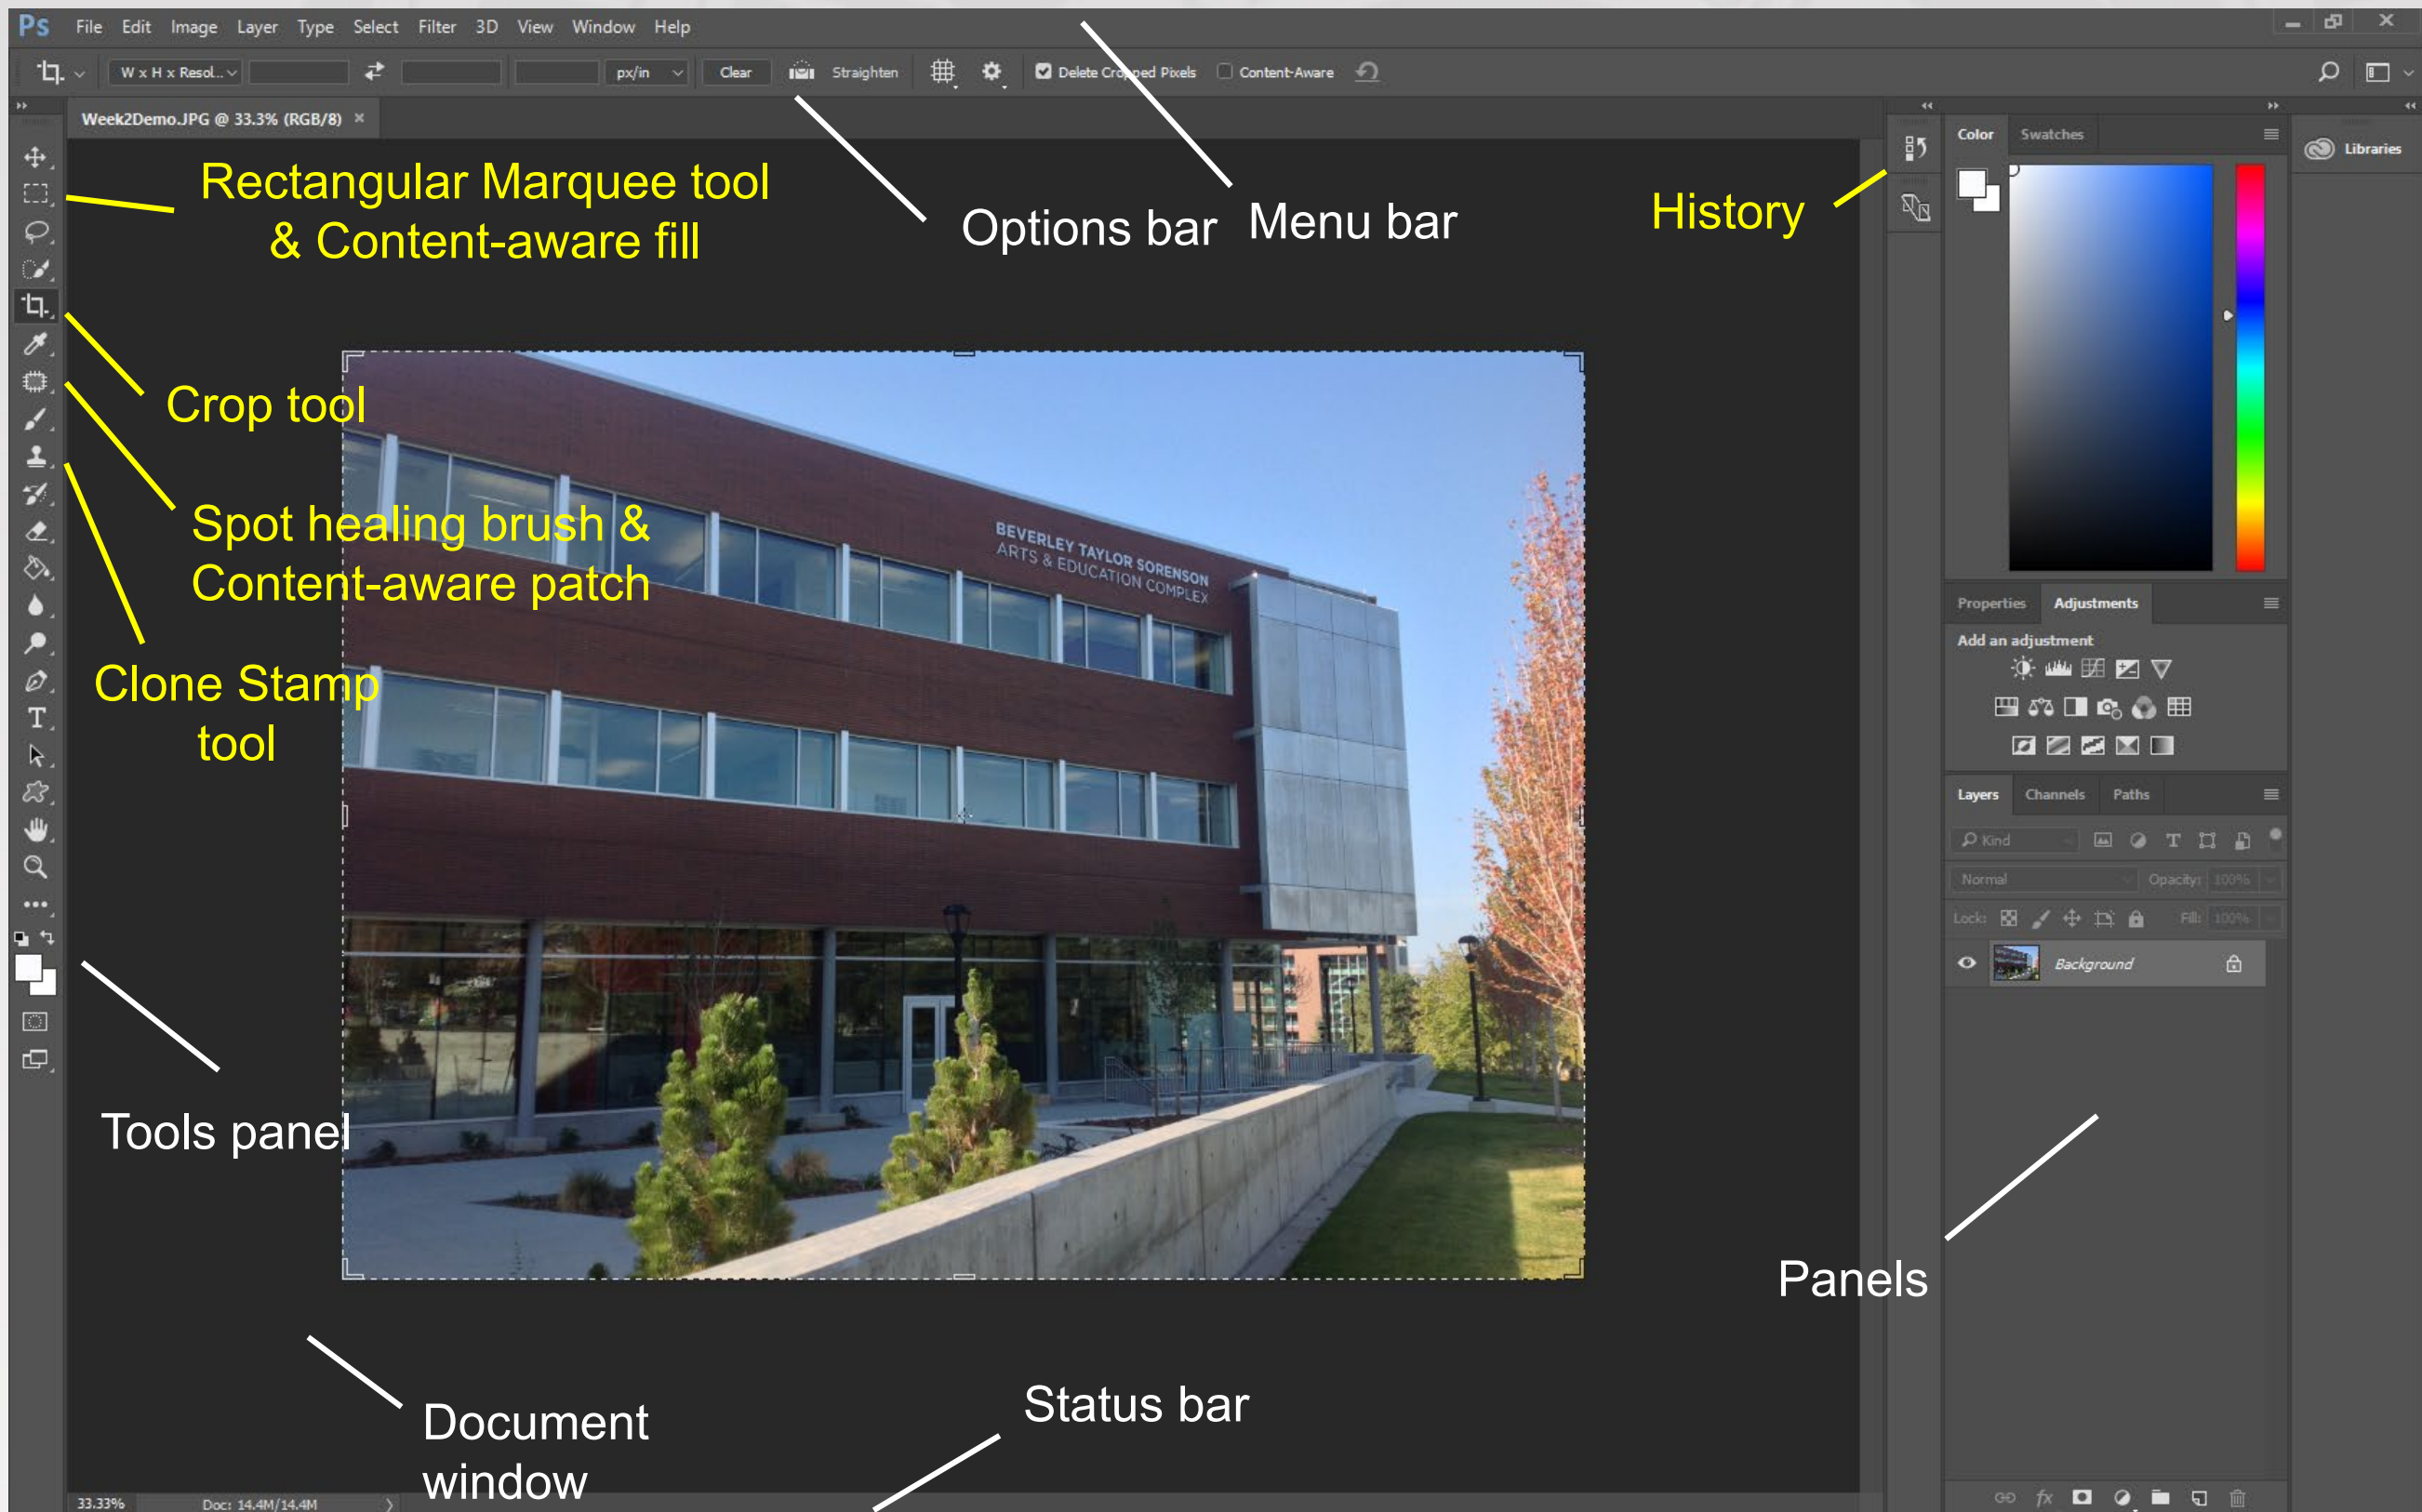 Ps File Edit Image Layer Type Select Filter 3D View Window Help
W x H x Resol... px/in Clear Straighten Delete Cropped Pixels Content-Aware
Week2Demo.JPG @ 33.3% (RGB/8) ×
Color Swatches
Libraries
Rectangular Marquee tool
& Content-aware fill
Options bar
Menu bar
History
Crop tool
Spot healing brush &
Content-aware patch
BEVERLEY TAYLOR SORENSON
ARTS & EDUCATION COMPLEX
Properties Adjustments
Add an adjustment
Clone Stamp
tool
Layers Channels Paths
Kind
Normal Opacity: 100%
Lock: Fill: 100%
Background
Tools panel
Panels
Document
window
Status bar
33.33% Doc: 14.4M/14.4M
fx